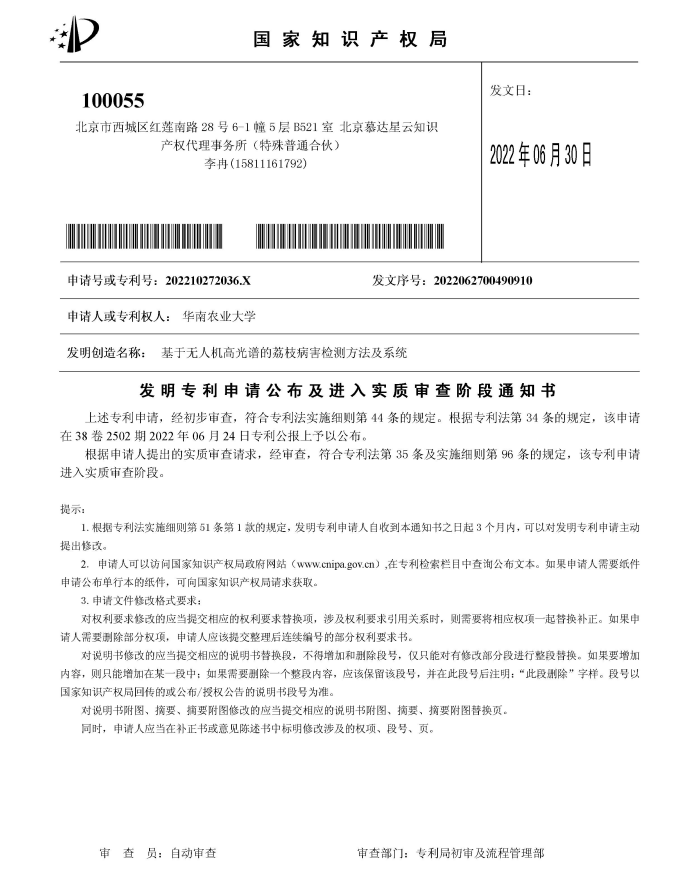 国家知识产权局
100055
北京市西城区红莲南路 28 号 6-1 幢 5 层 B521 室 北京慕达星云知识
产权代理事务所（特殊普通合伙）
李冉(15811161792)
发文日：
2022 年 06 月 30 日
申请号或专利号：202210272036.X
发文序号：2022062700490910
申请人或专利权人： 华南农业大学
发明创造名称： 基于无人机高光谱的荔枝病害检测方法及系统
发明专利申请公布及进入实质审查阶段通知书
上述专利申请，经初步审查，符合专利法实施细则第 44 条的规定。根据专利法第 34 条的规定，该申请
在 38 卷 2502 期 2022 年 06 月 24 日专利公报上予以公布。
根据申请人提出的实质审查请求，经审查，符合专利法第 35 条及实施细则第 96 条的规定，该专利申请
进入实质审查阶段。
提示：
1. 根据专利法实施细则第 51 条第 1 款的规定，发明专利申请人自收到本通知书之日起 3 个月内，可以对发明专利申请主动
提出修改。
2. 申请人可以访问国家知识产权局政府网站（www.cnipa.gov.cn）,在专利检索栏目中查询公布文本。如果申请人需要纸件
申请公布单行本的纸件，可向国家知识产权局请求获取。
3. 申请文件修改格式要求：
对权利要求修改的应当提交相应的权利要求替换项，涉及权利要求引用关系时，则需要将相应权项一起替换补正。如果申
请人需要删除部分权项，申请人应该提交整理后连续编号的部分权利要求书。
对说明书修改的应当提交相应的说明书替换段，不得增加和删除段号，仅只能对有修改部分段进行整段替换。如果要增加
内容，则只能增加在某一段中；如果需要删除一个整段内容，应该保留该段号，并在此段号后注明：“此段删除”字样。段号以
国家知识产权局回传的或公布/授权公告的说明书段号为准。
对说明书附图、摘要、摘要附图修改的应当提交相应的说明书附图、摘要、摘要附图替换页。
同时，申请人应当在补正书或意见陈述书中标明修改涉及的权项、段号、页。
审 查 员：自动审查
审查部门：专利局初审及流程管理部